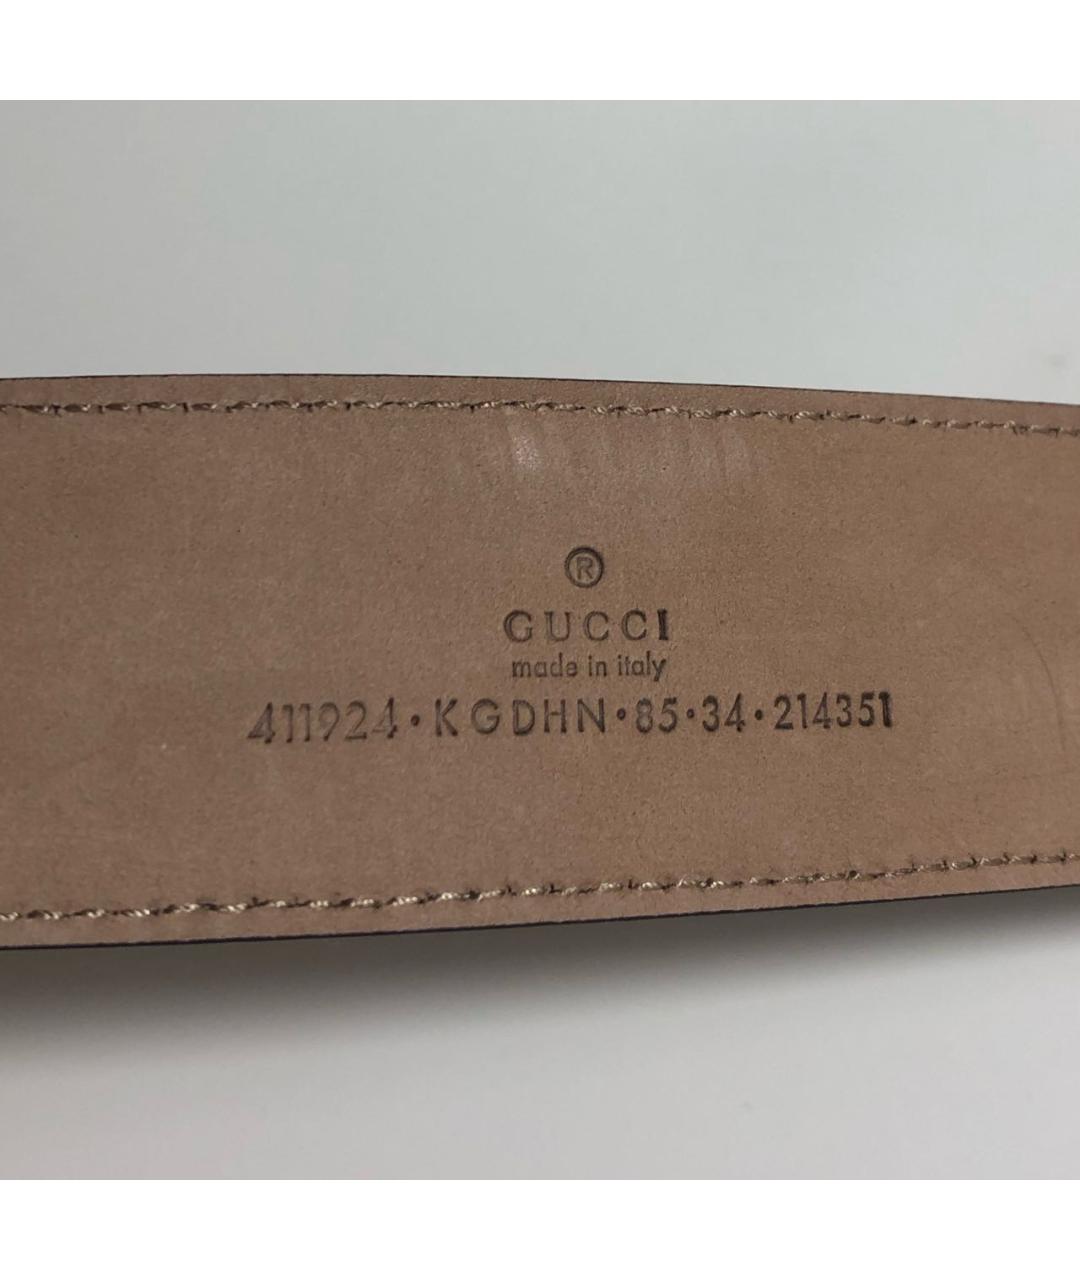 ®
GUCCI
made in italy
411924·KGDHN·85·34·214351